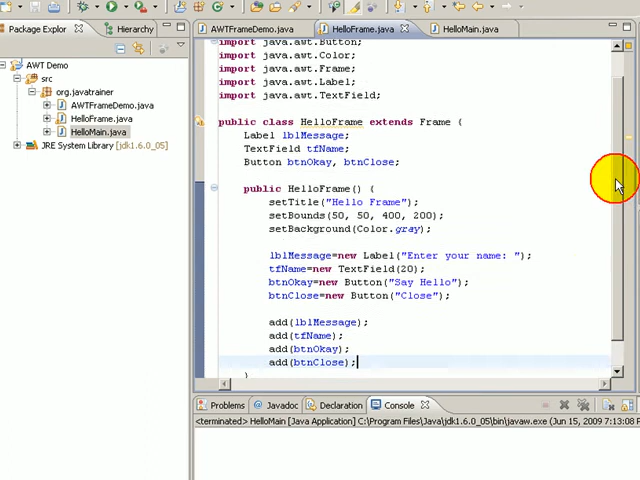 Package Explor
Hierarchy
AWT Demo
src
org.javatrainer
AWTFrameDemo.java
HelloFrame.java
HelloMain.java
JRE System Library [jdk1.6.0_05]
AWTFrameDemo.java
HelloFrame.java
HelloMain.java
import java.awt.Button;
import java.awt.Color;
import java.awt.Frame;
import java.awt.Label;
import java.awt.TextField;
public class HelloFrame extends Frame {
Label lblMessage;
TextField tfName;
Button btnOkay, btnClose;
public HelloFrame() {
setTitle("Hello Frame");
setBounds(50, 50, 400, 200);
setBackground(Color.gray);
lblMessage=new Label("Enter your name: ");
tfName=new TextField(20);
btnOkay=new Button("Say Hello");
btnClose=new Button("Close");
add(lblMessage);
add(tfName);
add(btnOkay);
add(btnClose);
}
Problems
Javadoc
Declaration
Console
<terminated> HelloMain [Java Application] C:\Program Files\Java\jdk1.6.0_05\bin\javaw.exe (Jun 15, 2009 7:13:08 P